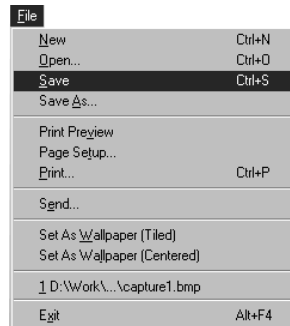 File
New Ctrl+N
Open... Ctrl+O
Save Ctrl+S
Save As...
Print Preview
Page Setup...
Print... Ctrl+P
Send...
Set As Wallpaper (Tiled)
Set As Wallpaper (Centered)
1 D:\Work\...\capture1.bmp
Exit Alt+F4